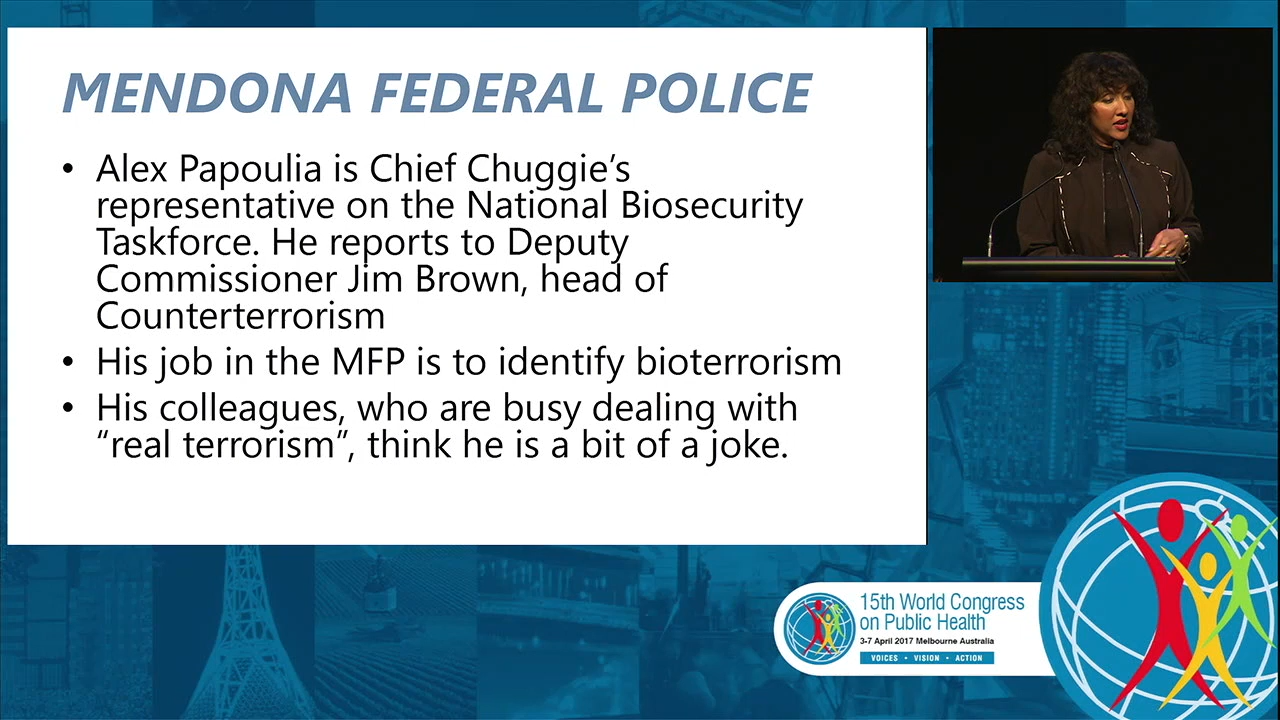 MENDONA FEDERAL POLICE
• Alex Papoulia is Chief Chuggie’s
representative on the National Biosecurity
Taskforce. He reports to Deputy
Commissioner Jim Brown, head of
Counterterrorism
• His job in the MFP is to identify bioterrorism
• His colleagues, who are busy dealing with
“real terrorism”, think he is a bit of a joke.
15th World Congress
on Public Health
3-7 April 2017 Melbourne Australia
VOICES • VISION • ACTION